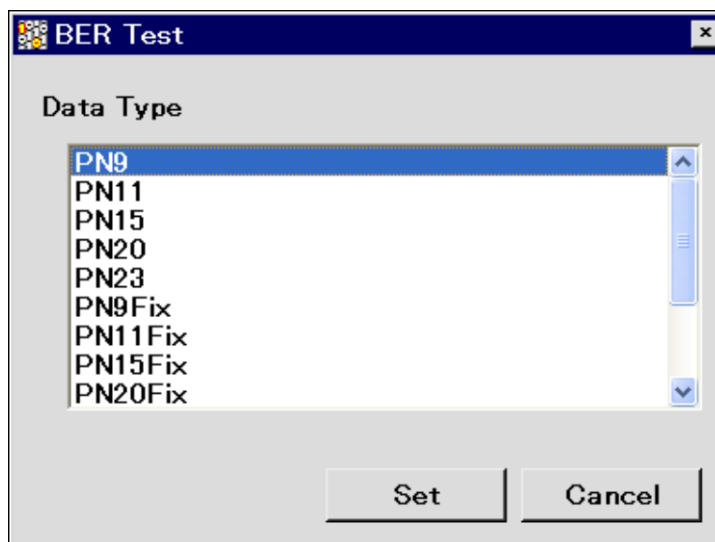 BER Test
Data Type
PN9
PN11
PN15
PN20
PN23
PN9Fix
PN11Fix
PN15Fix
PN20Fix
Set Cancel